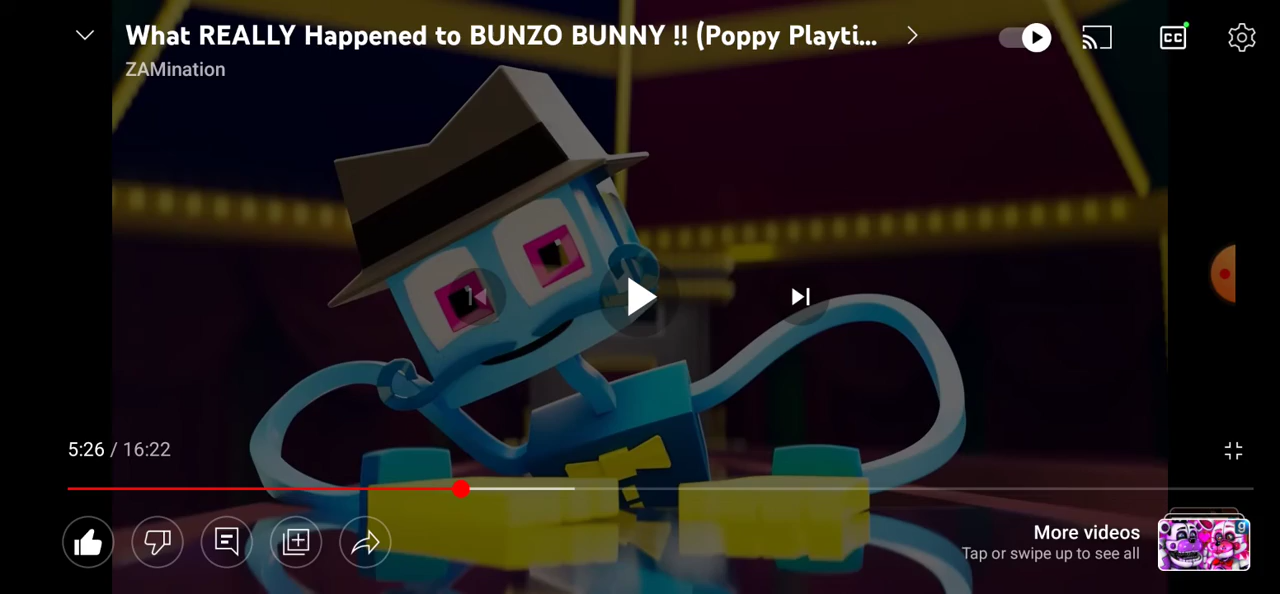 What REALLY Happened to BUNZO BUNNY !! (Poppy Playti...
ZAMination
CC
5:26 / 16:22
More videos
Tap or swipe up to see all
g